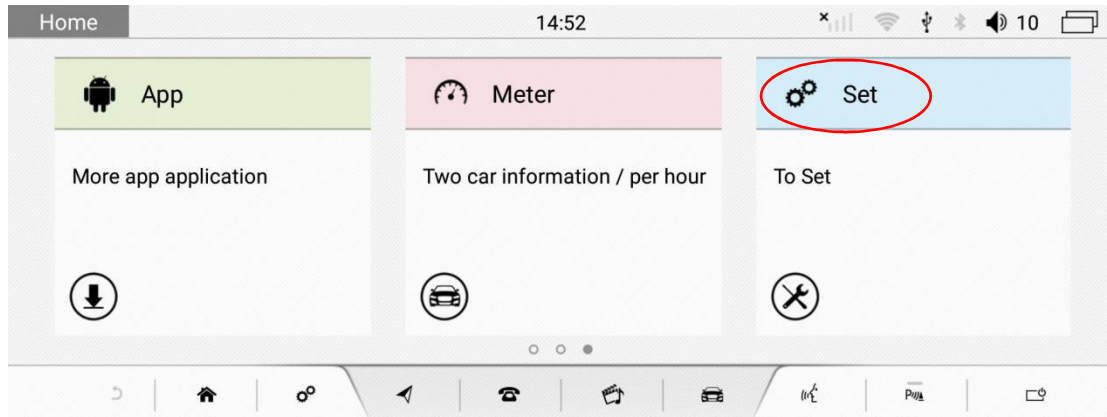 Home 14:52 10
App Meter Set
More app application Two car information / per hour To Set
P